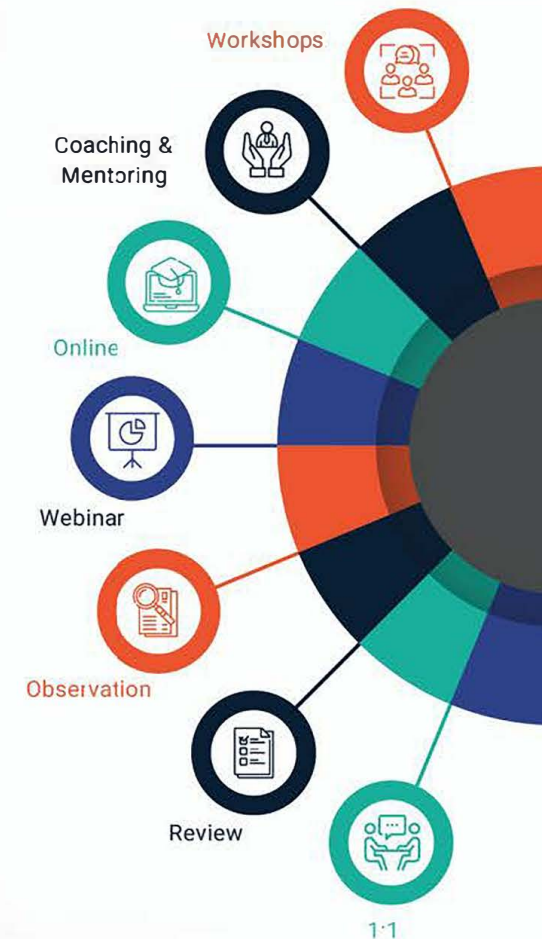 Workshops
Coaching &
Mentoring
Online
Webinar
Observation
Review
1:1